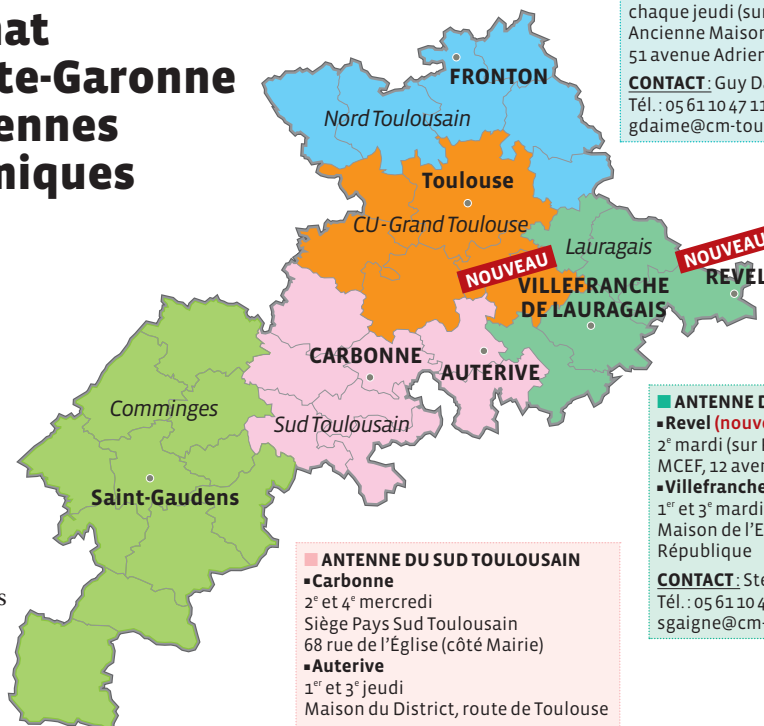 nat
te-Garonne
ennes
miques
chaque jeudi (sur
Ancienne Maison
51 avenue Adrien
CONTACT : Guy Da
Tél. : 05 61 10 47 11
gdaime@cm-tou
FRONTON
Nord Toulousain
Toulouse
CU-Grand Toulouse
Lauragais
NOUVEAU
NOUVEAU
REVEL
VILLEFRANCHE
DE LAURAGAIS
CARBONNE
AUTERIVE
Comminges
Sud Toulousain
Saint-Gaudens
s
■ ANTENNE DU SUD TOULOUSAIN
▪Carbonne
2e et 4e mercredi
Siège Pays Sud Toulousain
68 rue de l'Église (côté Mairie)
▪Auterive
1er et 3e jeudi
Maison du District, route de Toulouse
■ ANTENNE D
▪Revel (nouve
2e mardi (sur
MCEF, 12 aven
▪Villefranche
1er et 3e mardi
Maison de l'E
République
CONTACT : Ste
Tél. : 05 61 10 4
sgaigne@cm-